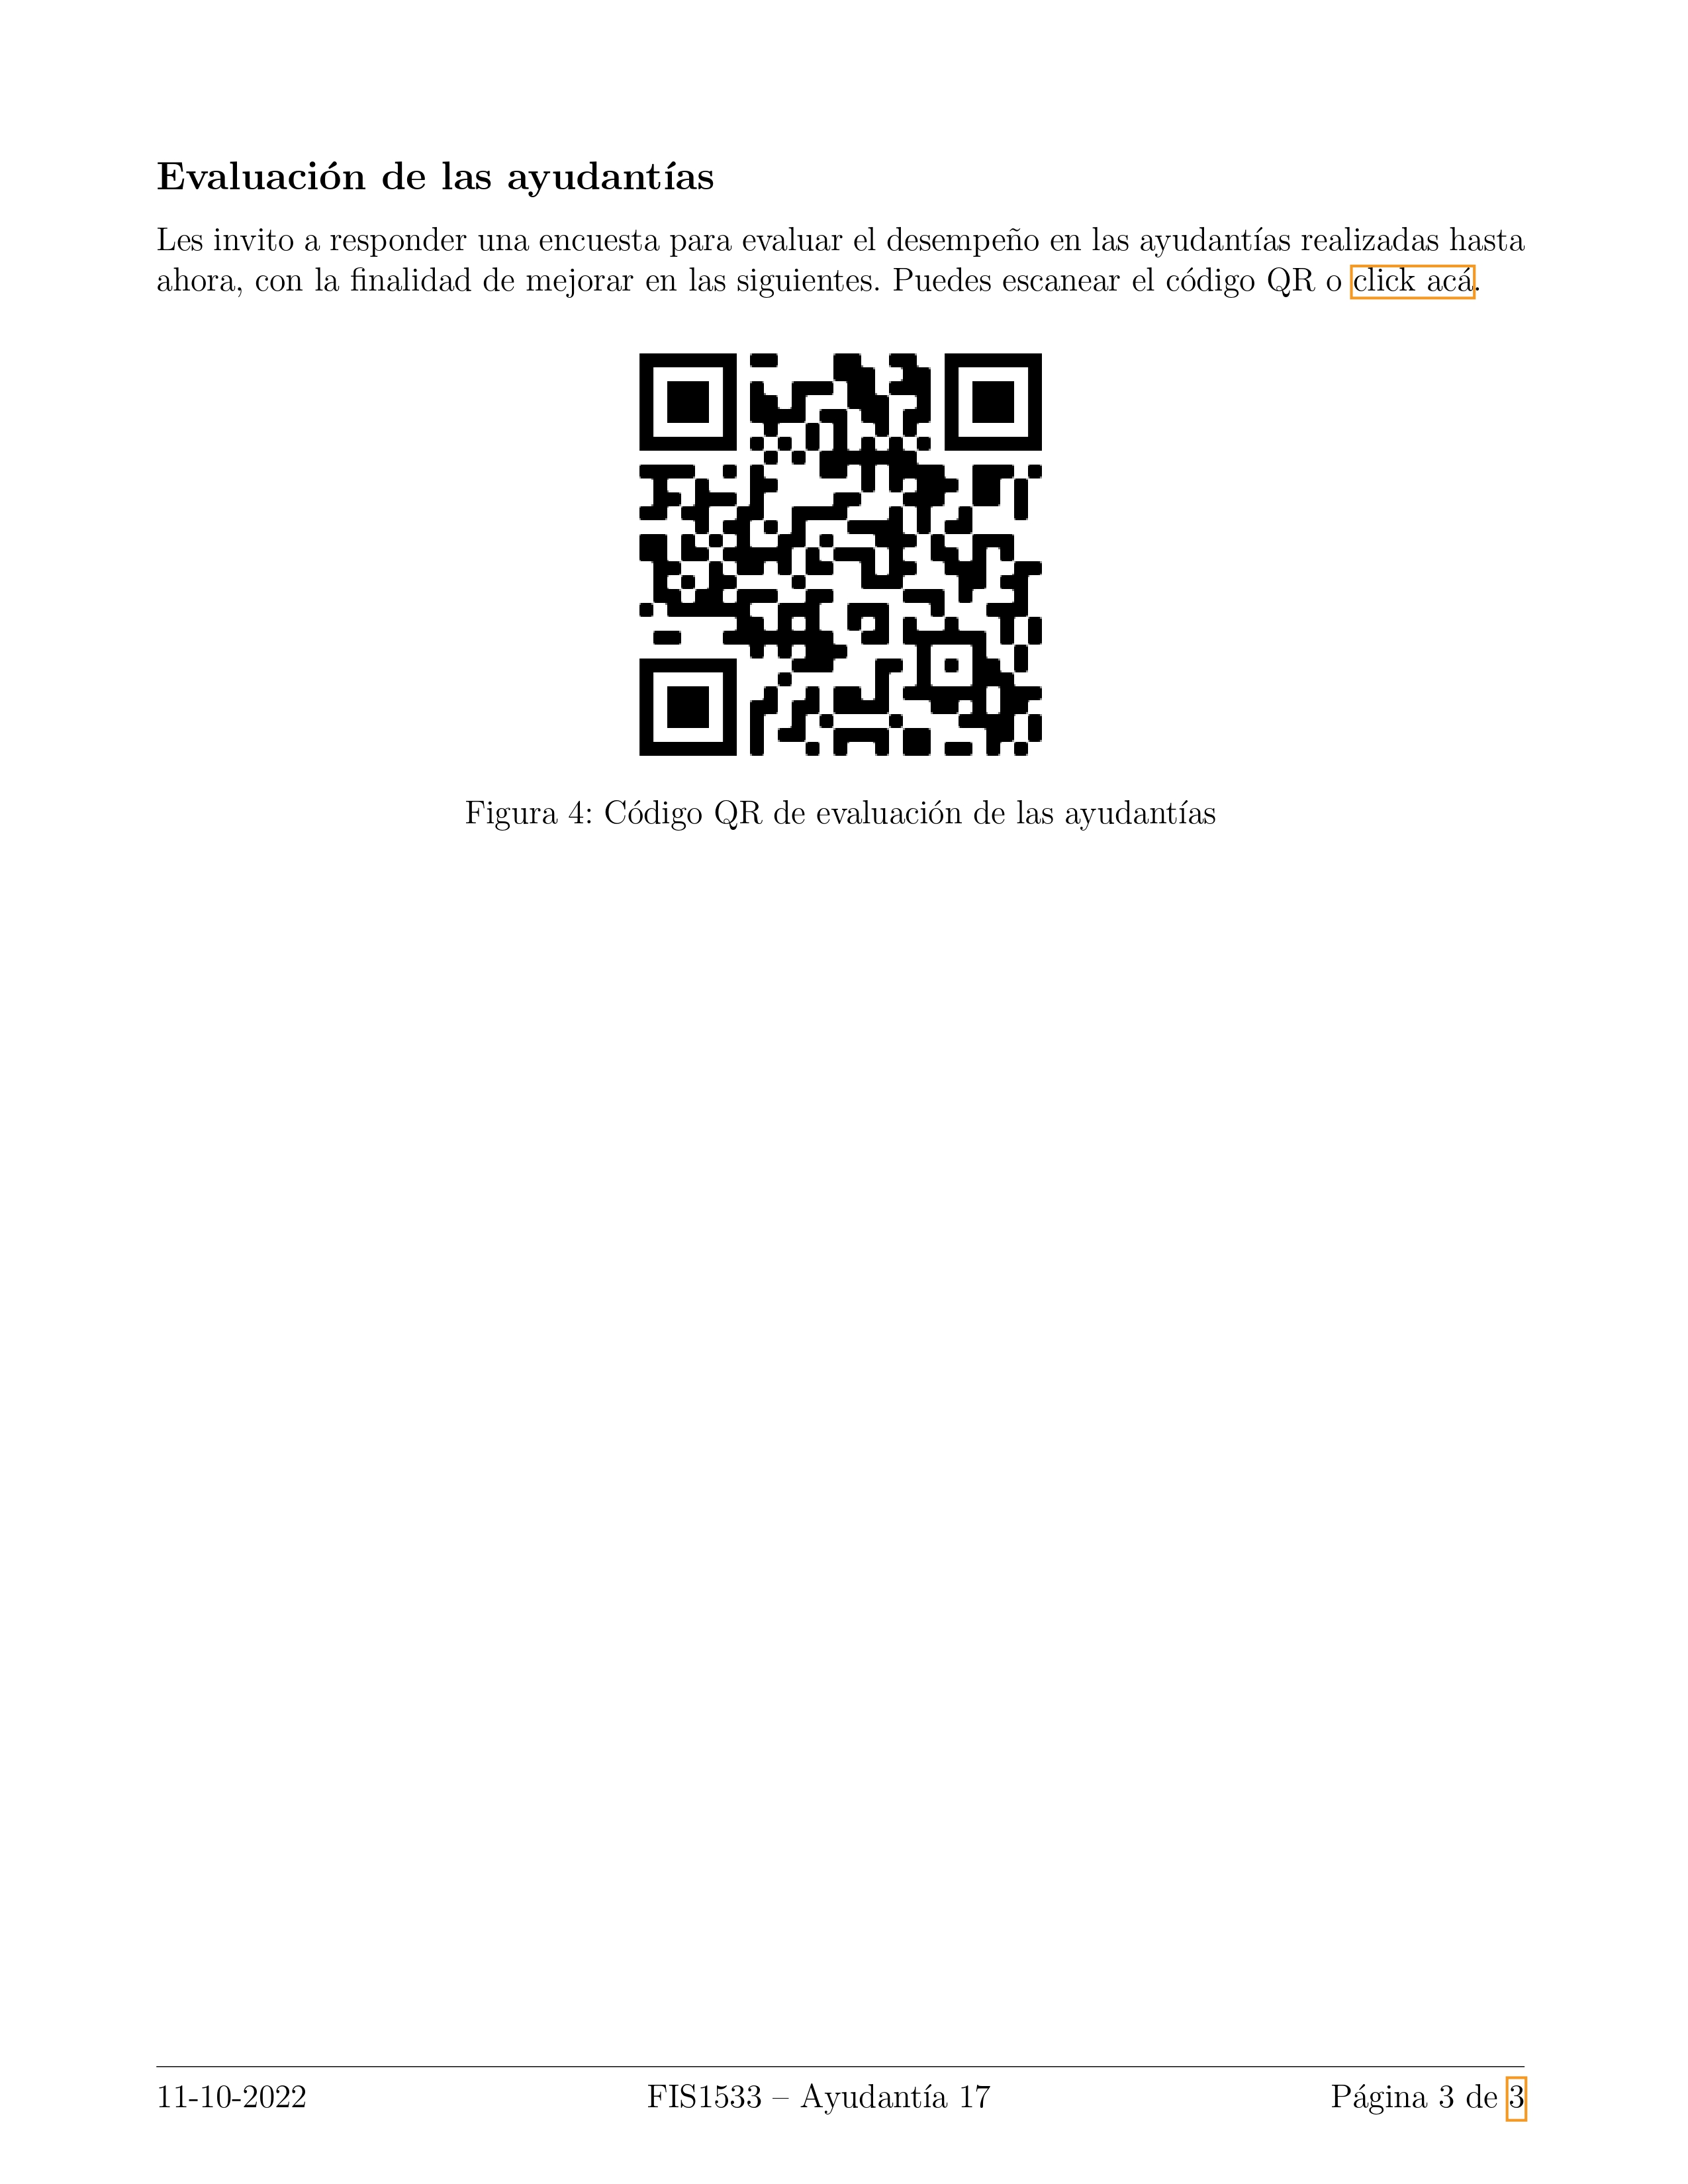 Evaluación de las ayudantías
Les invito a responder una encuesta para evaluar el desempeño en las ayudantías realizadas hasta
ahora, con la finalidad de mejorar en las siguientes. Puedes escanear el código QR o click acá.
Figura 4: Código QR de evaluación de las ayudantías
11-10-2022 FIS1533 – Ayudantía 17 Página 3 de 3